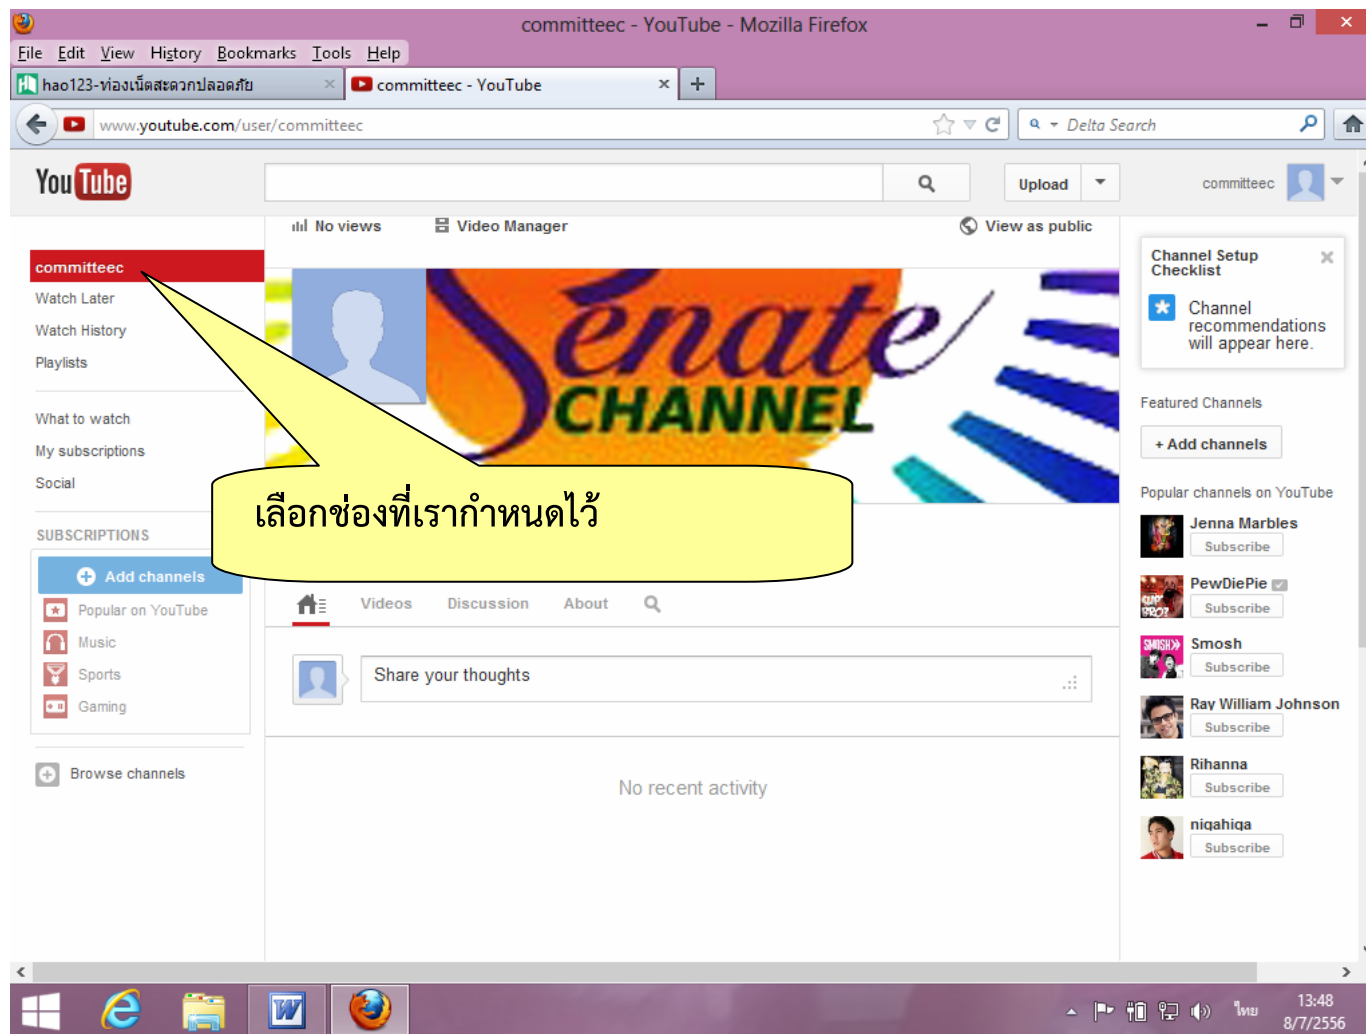 committeec - YouTube - Mozilla Firefox
File Edit View History Bookmarks Tools Help
hao123-ท่องเน็ตสะดวกปลอดภัย
committeec - YouTube
www.youtube.com/user/committeec
Delta Search
YouTube
Upload
committeec
No views
Video Manager
View as public
committeec
Watch Later
Watch History
Playlists
What to watch
My subscriptions
Social
SUBSCRIPTIONS
Add channels
Popular on YouTube
Music
Sports
Gaming
Browse channels
Senate
CHANNEL
เลือกช่องที่เรากำหนดไว้
Videos Discussion About
Share your thoughts
No recent activity
Channel Setup
Checklist
Channel
recommendations
will appear here.
Featured Channels
+ Add channels
Popular channels on YouTube
Jenna Marbles
Subscribe
PewDiePie
Subscribe
Smosh
Subscribe
Ray William Johnson
Subscribe
Rihanna
Subscribe
nigahiga
Subscribe
ไทย
13:48
8/7/2556